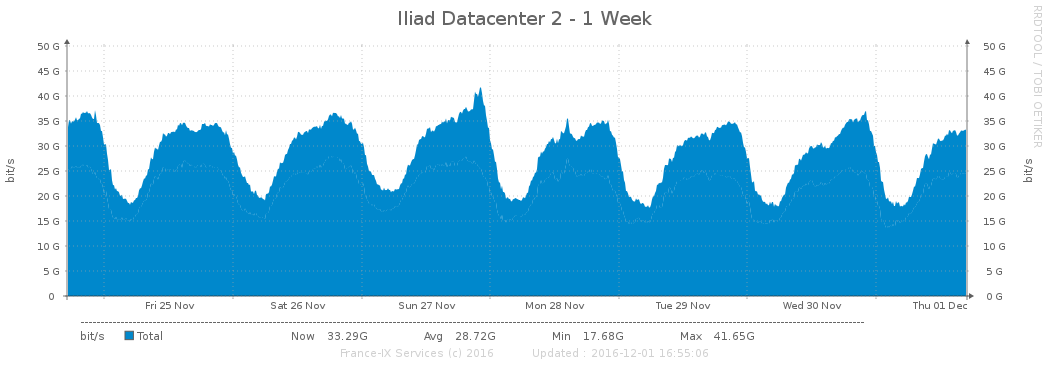 Iliad Datacenter 2 - 1 Week
RRDTOOL / TOBI OETIKER
50 G 50 G
45 G 45 G
40 G 40 G
35 G 35 G
30 G 30 G
25 G 25 G
20 G 20 G
15 G 15 G
10 G 10 G
5 G 5 G
0 0 G
bit/s bit/s
Fri 25 Nov Sat 26 Nov Sun 27 Nov Mon 28 Nov Tue 29 Nov Wed 30 Nov Thu 01 Dec
bit/s Total Now 33.29G Avg 28.72G Min 17.68G Max 41.65G
France-IX Services (c) 2016 Updated : 2016-12-01 16:55:06